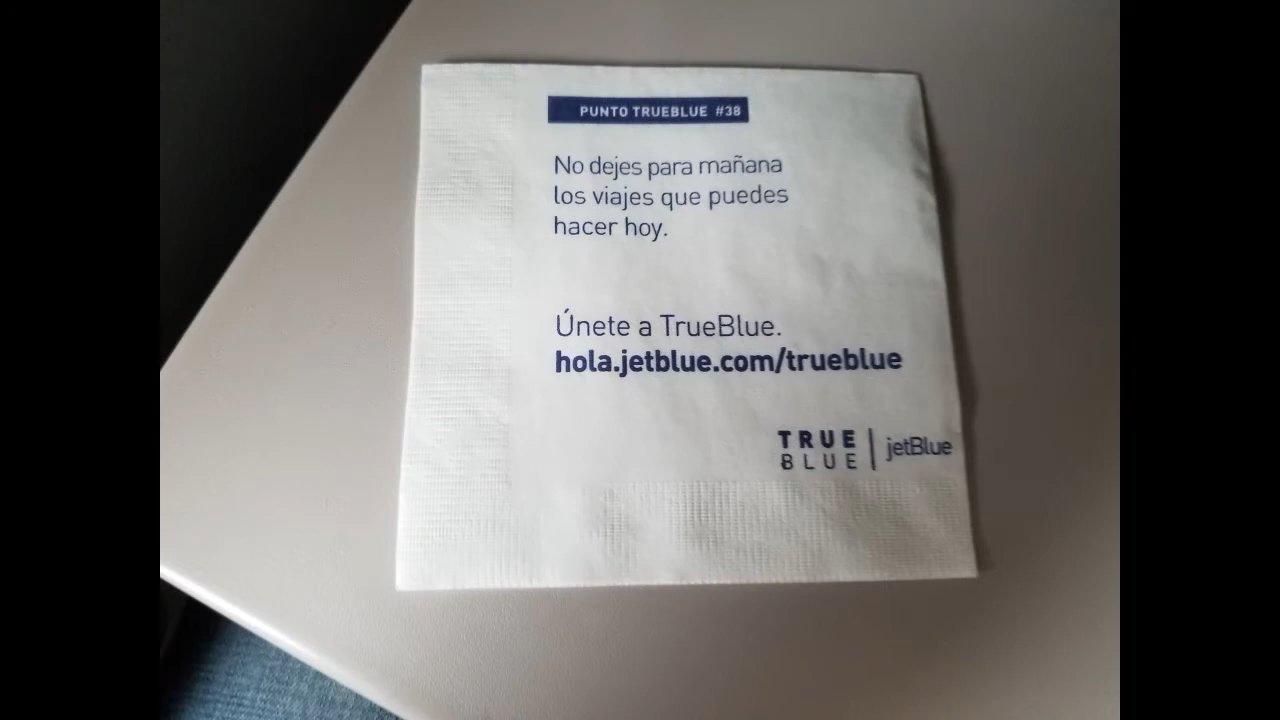 PUNTO TRUEBLUE #38
No dejes para mañana
los viajes que puedes
hacer hoy.
Únete a TrueBlue.
hola.jetblue.com/trueblue
TRUE
BLUE
jetBlue